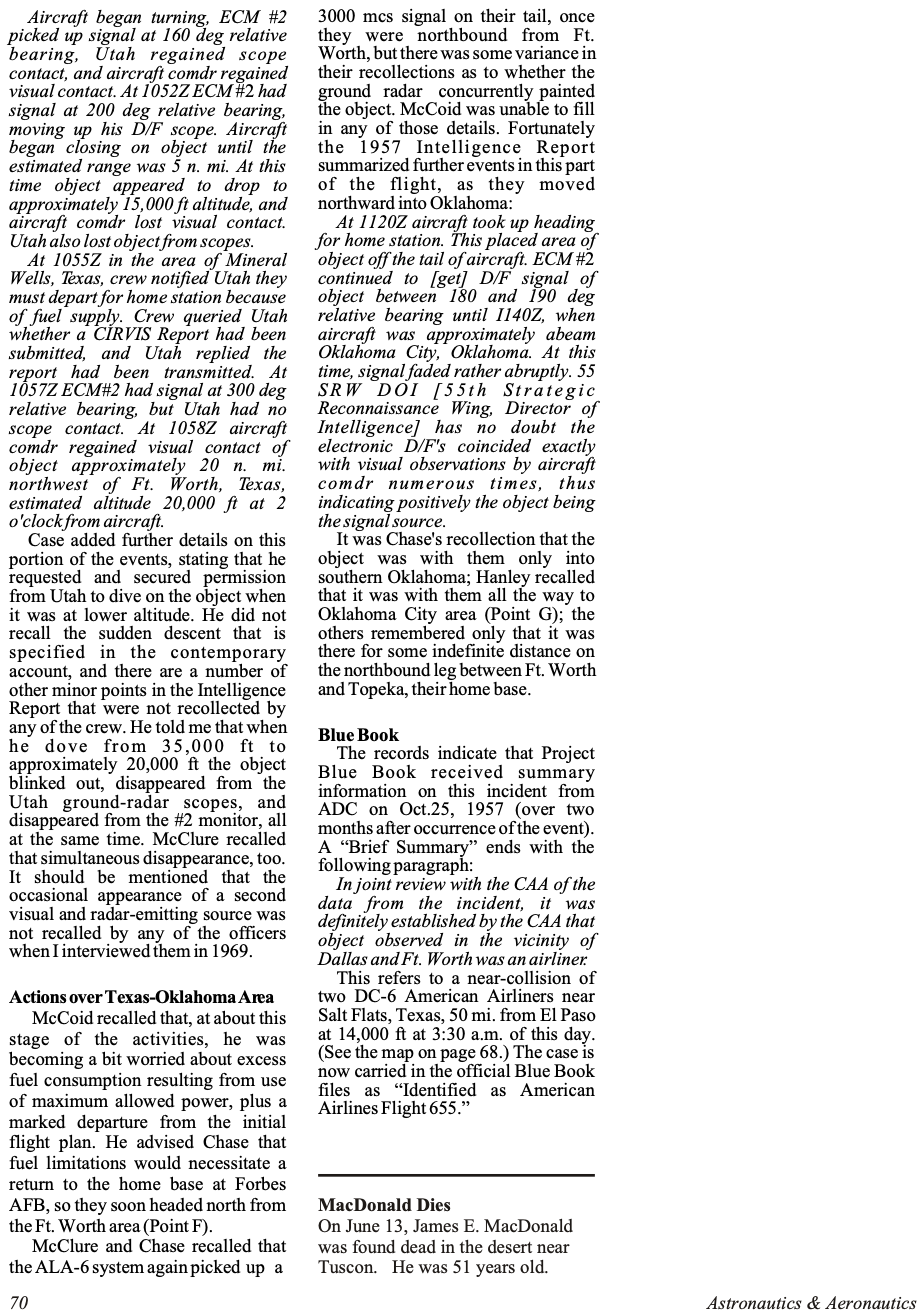 Aircraft began turning, ECM #2
picked up signal at 160 deg relative
bearing, Utah regained scope
contact, and aircraft comdr regained
visual contact. At 1052Z ECM #2 had
signal at 200 deg relative bearing,
moving up his D/F scope. Aircraft
began closing on object until the
estimated range was 5 n. mi. At this
time object appeared to drop to
approximately 15,000 ft altitude, and
aircraft comdr lost visual contact.
Utah also lost object from scopes.
At 1055Z in the area of Mineral
Wells, Texas, crew notified Utah they
must depart for home station because
of fuel supply. Crew queried Utah
whether a CIRVIS Report had been
submitted, and Utah replied the
report had been transmitted. At
1057Z ECM#2 had signal at 300 deg
relative bearing, but Utah had no
scope contact. At 1058Z aircraft
comdr regained visual contact of
object approximately 20 n. mi.
northwest of Ft. Worth, Texas,
estimated altitude 20,000 ft at 2
o'clock from aircraft.
Case added further details on this
portion of the events, stating that he
requested and secured permission
from Utah to dive on the object when
it was at lower altitude. He did not
recall the sudden descent that is
specified in the contemporary
account, and there are a number of
other minor points in the Intelligence
Report that were not recollected by
any of the crew. He told me that when
he dove from 35,000 ft to
approximately 20,000 ft the object
blinked out, disappeared from the
Utah ground-radar scopes, and
disappeared from the #2 monitor, all
at the same time. McClure recalled
that simultaneous disappearance, too.
It should be mentioned that the
occasional appearance of a second
visual and radar-emitting source was
not recalled by any of the officers
when I interviewed them in 1969.
Actions over Texas-Oklahoma Area
McCoid recalled that, at about this
stage of the activities, he was
becoming a bit worried about excess
fuel consumption resulting from use
of maximum allowed power, plus a
marked departure from the initial
flight plan. He advised Chase that
fuel limitations would necessitate a
return to the home base at Forbes
AFB, so they soon headed north from
the Ft. Worth area (Point F).
McClure and Chase recalled that
the ALA-6 system again picked up a
3000 mcs signal on their tail, once
they were northbound from Ft.
Worth, but there was some variance in
their recollections as to whether the
ground radar concurrently painted
the object. McCoid was unable to fill
in any of those details. Fortunately
the 1957 Intelligence Report
summarized further events in this part
of the flight, as they moved
northward into Oklahoma:
At 1120Z aircraft took up heading
for home station. This placed area of
object off the tail of aircraft. ECM #2
continued to [get] D/F signal of
object between 180 and 190 deg
relative bearing until I140Z, when
aircraft was approximately abeam
Oklahoma City, Oklahoma. At this
time, signal faded rather abruptly. 55
SRW DOI [55th Strategic
Reconnaissance Wing, Director of
Intelligence] has no doubt the
electronic D/F's coincided exactly
with visual observations by aircraft
comdr numerous times, thus
indicating positively the object being
the signal source.
It was Chase's recollection that the
object was with them only into
southern Oklahoma; Hanley recalled
that it was with them all the way to
Oklahoma City area (Point G); the
others remembered only that it was
there for some indefinite distance on
the northbound leg between Ft. Worth
and Topeka, their home base.
Blue Book
The records indicate that Project
Blue Book received summary
information on this incident from
ADC on Oct.25, 1957 (over two
months after occurrence of the event).
A “Brief Summary” ends with the
following paragraph:
In joint review with the CAA of the
data from the incident, it was
definitely established by the CAA that
object observed in the vicinity of
Dallas and Ft. Worth was an airliner.
This refers to a near-collision of
two DC-6 American Airliners near
Salt Flats, Texas, 50 mi. from El Paso
at 14,000 ft at 3:30 a.m. of this day.
(See the map on page 68.) The case is
now carried in the official Blue Book
files as “Identified as American
Airlines Flight 655.”
MacDonald Dies
On June 13, James E. MacDonald
was found dead in the desert near
Tuscon. He was 51 years old.
70
Astronautics & Aeronautics